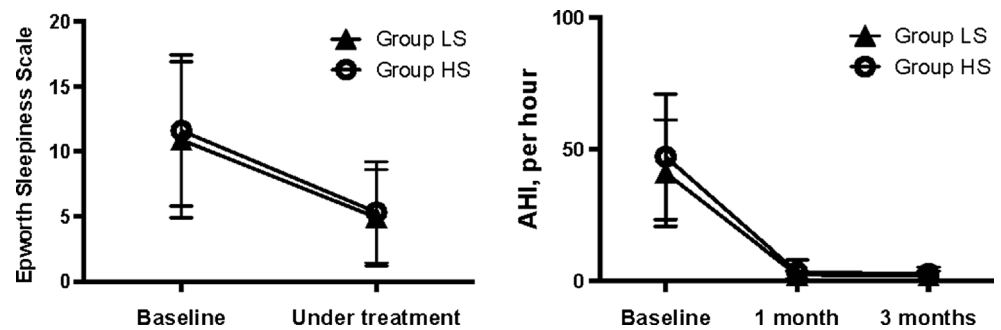 Epworth Sleepiness Scale
20
15
10
5
0
Group LS
Group HS
Baseline
Under treatment
AHI, per hour
100
50
0
Group LS
Group HS
Baseline
1 month
3 months